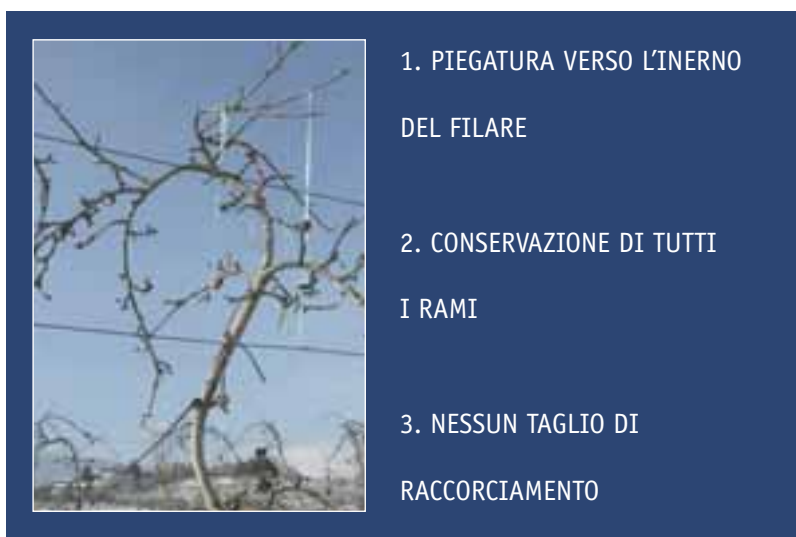 1. PIEGATURA VERSO L'INERNO
DEL FILARE
2. CONSERVAZIONE DI TUTTI
I RAMI
3. NESSUN TAGLIO DI
RACCORCIAMENTO